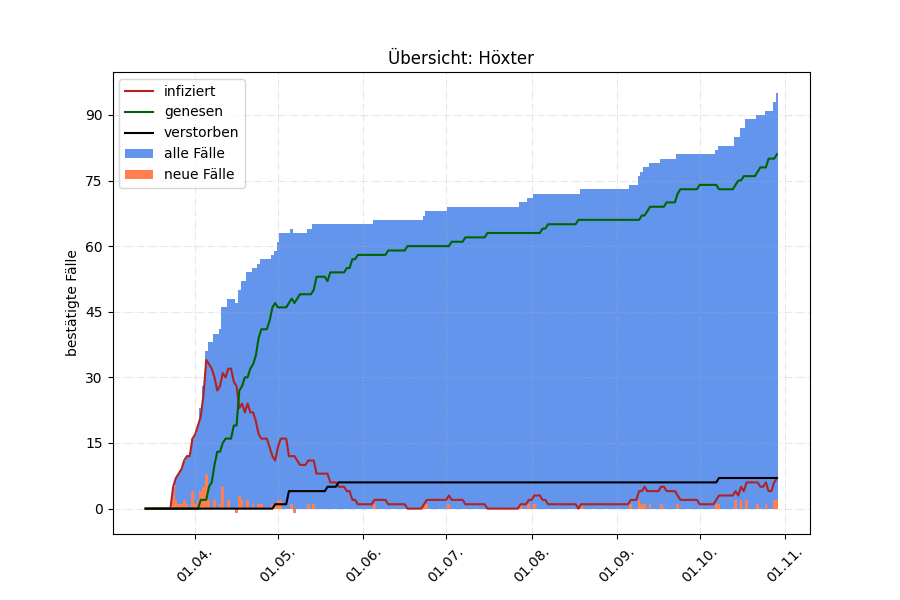 Übersicht: Höxter
infiziert
genesen
verstorben
alle Fälle
neue Fälle
bestätigte Fälle
90
75
60
45
30
15
0
01.04.
01.05.
01.06.
01.07.
01.08.
01.09.
01.10.
01.11.